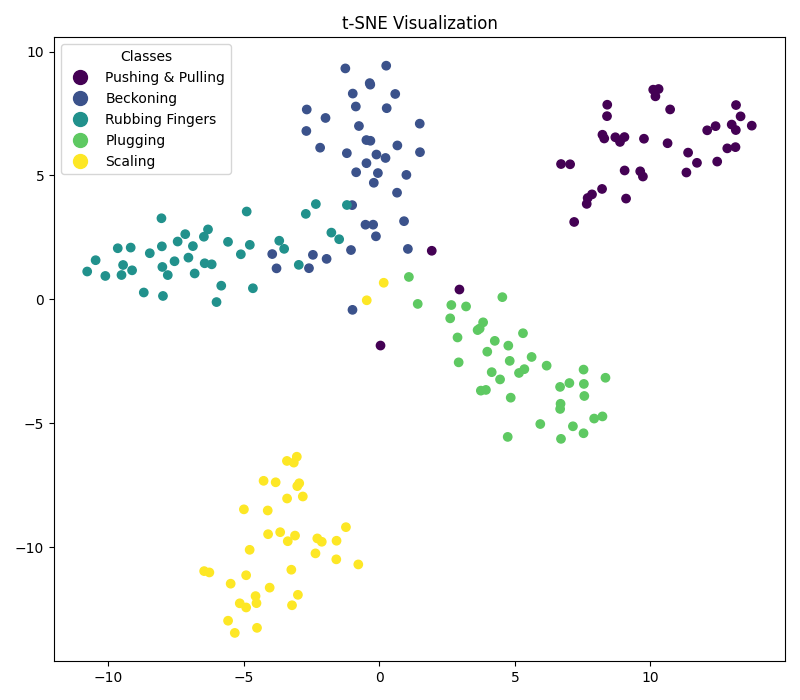 t-SNE Visualization
Classes
Pushing & Pulling
Beckoning
Rubbing Fingers
Plugging
Scaling
10
5
0
−5
−10
−10
−5
0
5
10